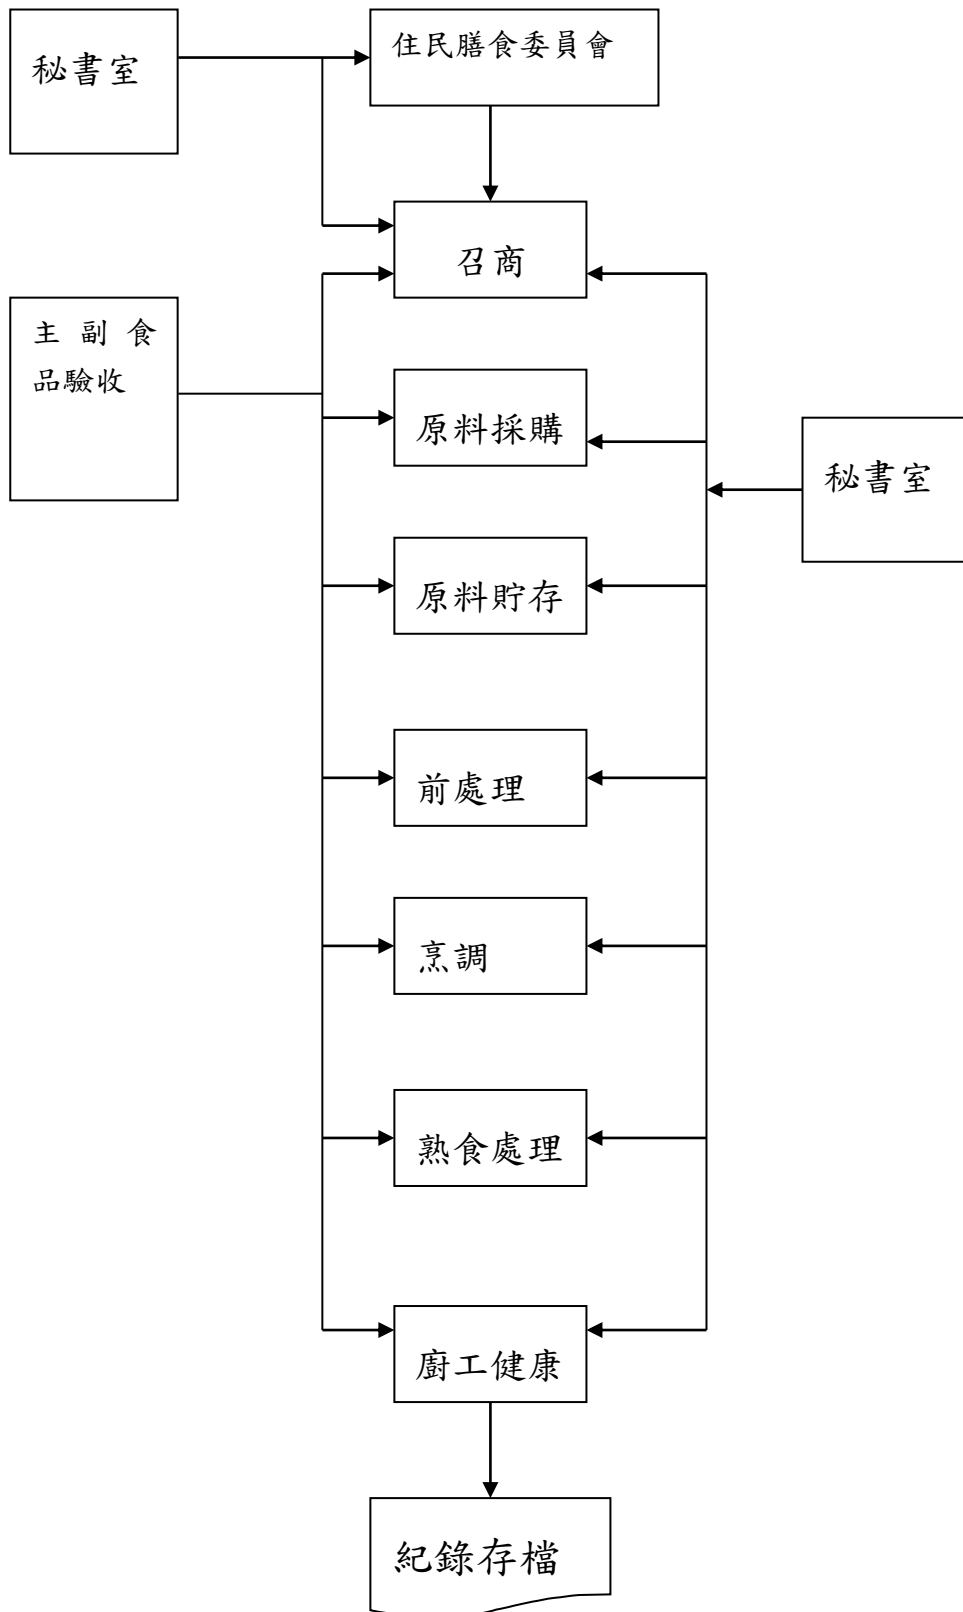 秘書室
住民膳食委員會
召商
主副食
品驗收
原料採購
秘書室
原料貯存
前處理
烹調
熟食處理
廚工健康
紀錄存檔